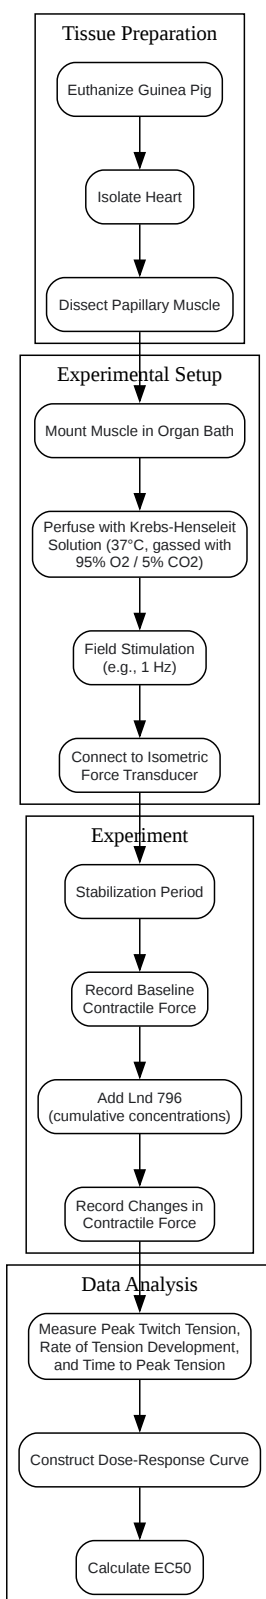 Tissue Preparation
Euthanize Guinea Pig
Isolate Heart
Dissect Papillary Muscle
Experimental Setup
Mount Muscle in Organ Bath
Perfuse with Krebs-Henseleit
Solution (37°C, gassed with
95% O2 / 5% CO2)
Field Stimulation
(e.g., 1 Hz)
Connect to Isometric
Force Transducer
Experiment
Stabilization Period
Record Baseline
Contractile Force
Add Lnd 796
(cumulative concentrations)
Record Changes in
Contractile Force
Data Analysis
Measure Peak Twitch Tension,
Rate of Tension Development,
and Time to Peak Tension
Construct Dose-Response Curve
Calculate EC50